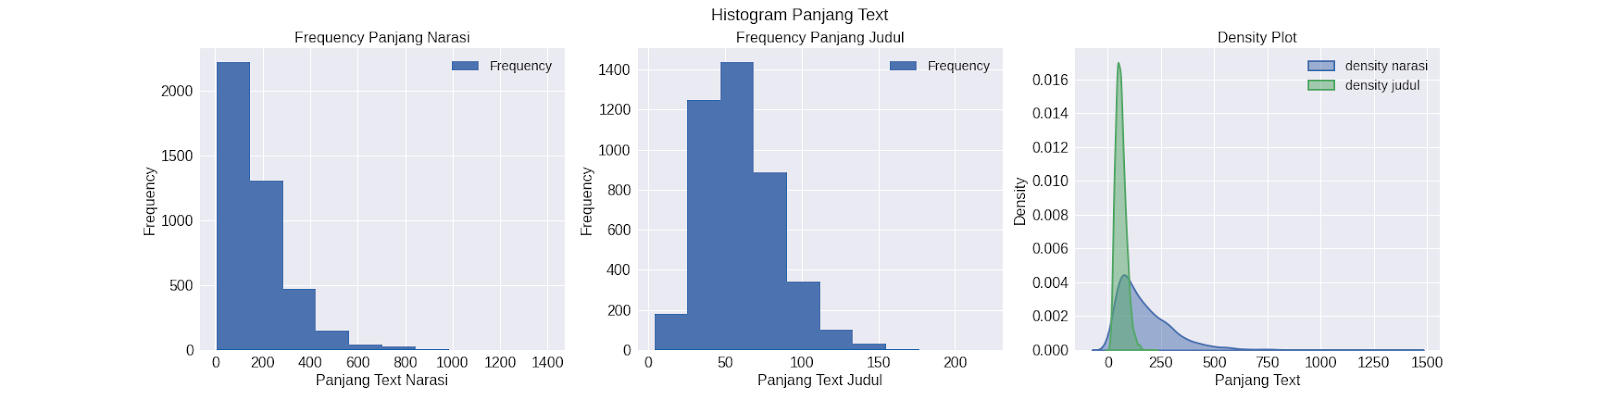 Histogram Panjang Text
Frequency Panjang Narasi
Frequency
2000
1500
1000
500
0
Frequency
0 200 400 600 800 1000 1200 1400
Panjang Text Narasi
Frequency Panjang Judul
Frequency
1400
1200
1000
800
600
400
200
0
Frequency
0 50 100 150 200
Panjang Text Judul
Density Plot
density narasi
density judul
0.016
0.014
0.012
0.010
0.008
0.006
0.004
0.002
0.000
Density
0 250 500 750 1000 1250 1500
Panjang Text